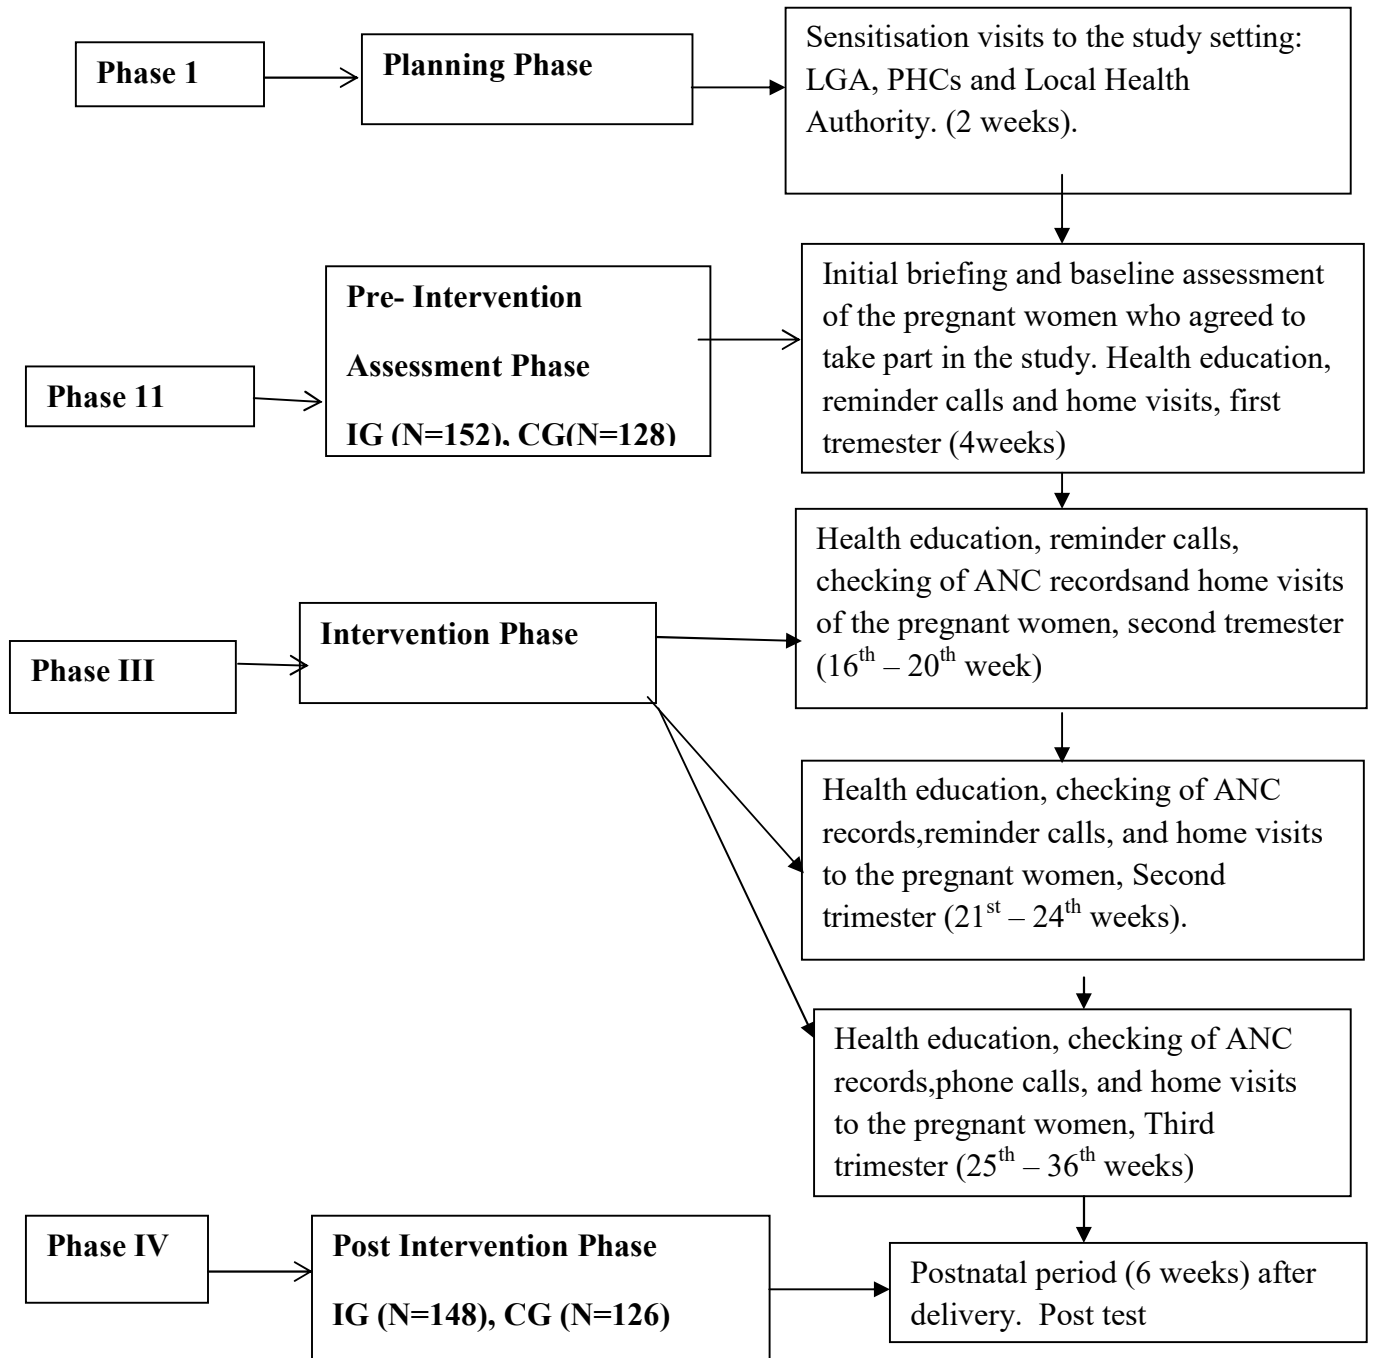 Phase 1
Planning Phase
Sensitisation visits to the study setting:
LGA, PHCs and Local Health
Authority. (2 weeks).
Phase 11
Pre- Intervention
Assessment Phase
IG (N=152), CG(N=128)
Initial briefing and baseline assessment
of the pregnant women who agreed to
take part in the study. Health education,
reminder calls and home visits, first
tremester (4weeks)
Phase III
Intervention Phase
Health education, reminder calls,
checking of ANC recordsand home visits
of the pregnant women, second tremester
(16th – 20th week)
Health education, checking of ANC
records,reminder calls, and home visits
to the pregnant women, Second
trimester (21st – 24th weeks).
Health education, checking of ANC
records,phone calls, and home visits
to the pregnant women, Third
trimester (25th – 36th weeks)
Phase IV
Post Intervention Phase
IG (N=148), CG (N=126)
Postnatal period (6 weeks) after
delivery.  Post test